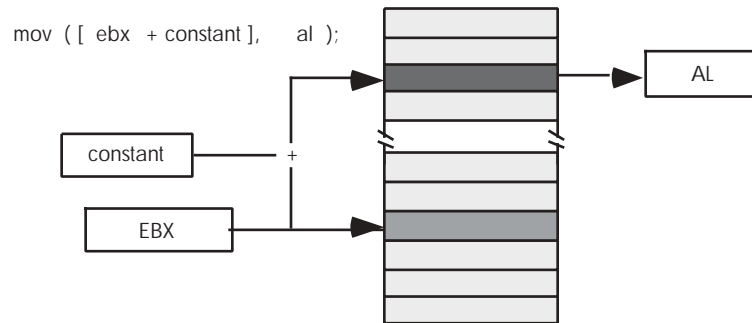 mov ( [ ebx + constant ], al );
AL
constant
+
EBX